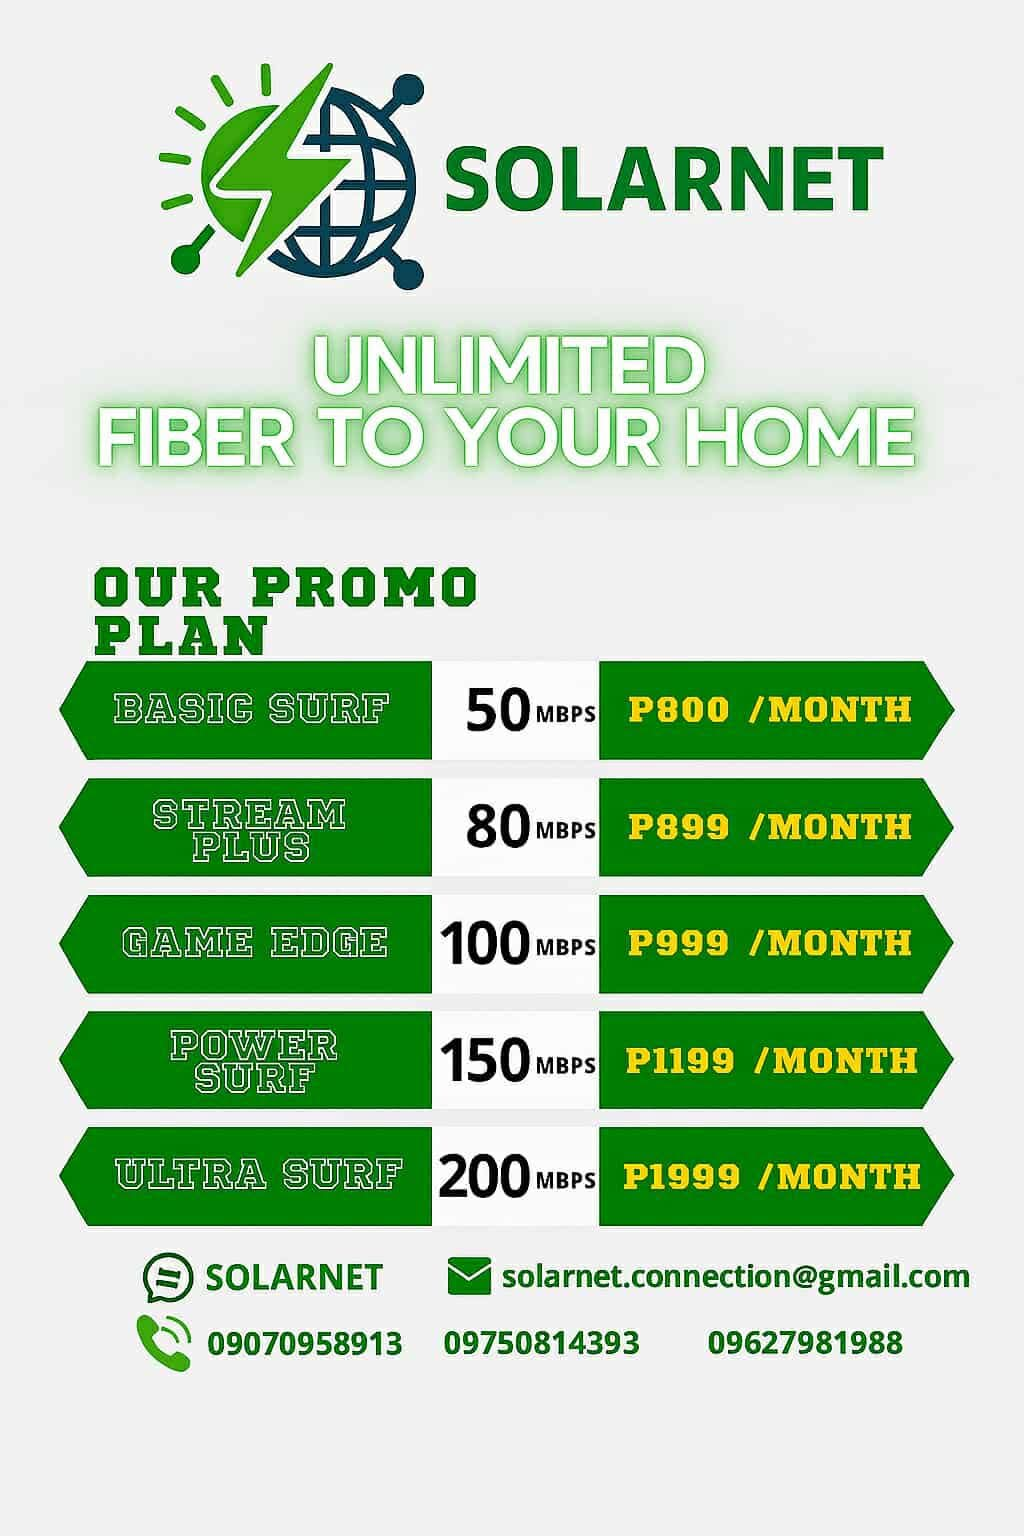 SOLARNET
UNLIMITED
FIBER TO YOUR HOME
OUR PROMO
PLAN
BASIC SURF 50 MBPS P800 /MONTH
STREAM
PLUS
80 MBPS P899 /MONTH
GAME EDGE 100 MBPS P999 /MONTH
POWER
SURF
150 MBPS P1199 /MONTH
ULTRA SURF 200 MBPS P1999 /MONTH
SOLARNET solarnet.connection@gmail.com
09070958913 09750814393 09627981988